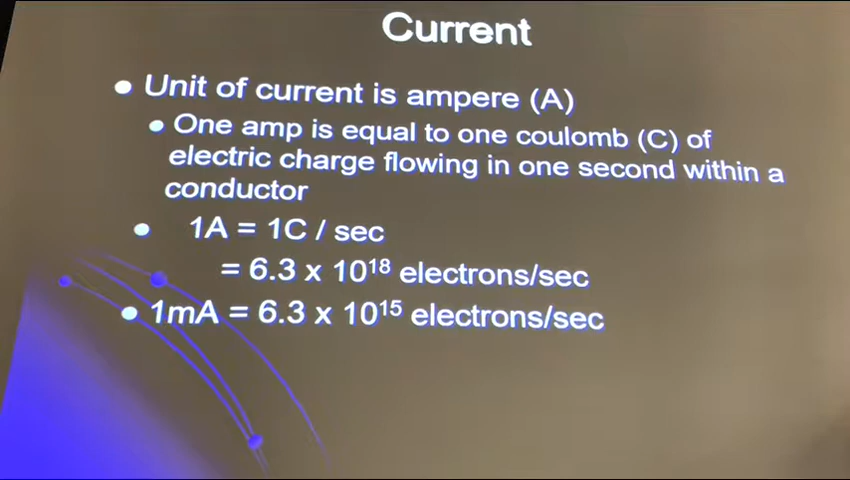 Current
• Unit of current is ampere (A)
• One amp is equal to one coulomb (C) of
electric charge flowing in one second within a
conductor
• 1A = 1C / sec
= 6.3 x 10¹⁸ electrons/sec
• 1mA = 6.3 x 10¹⁵ electrons/sec